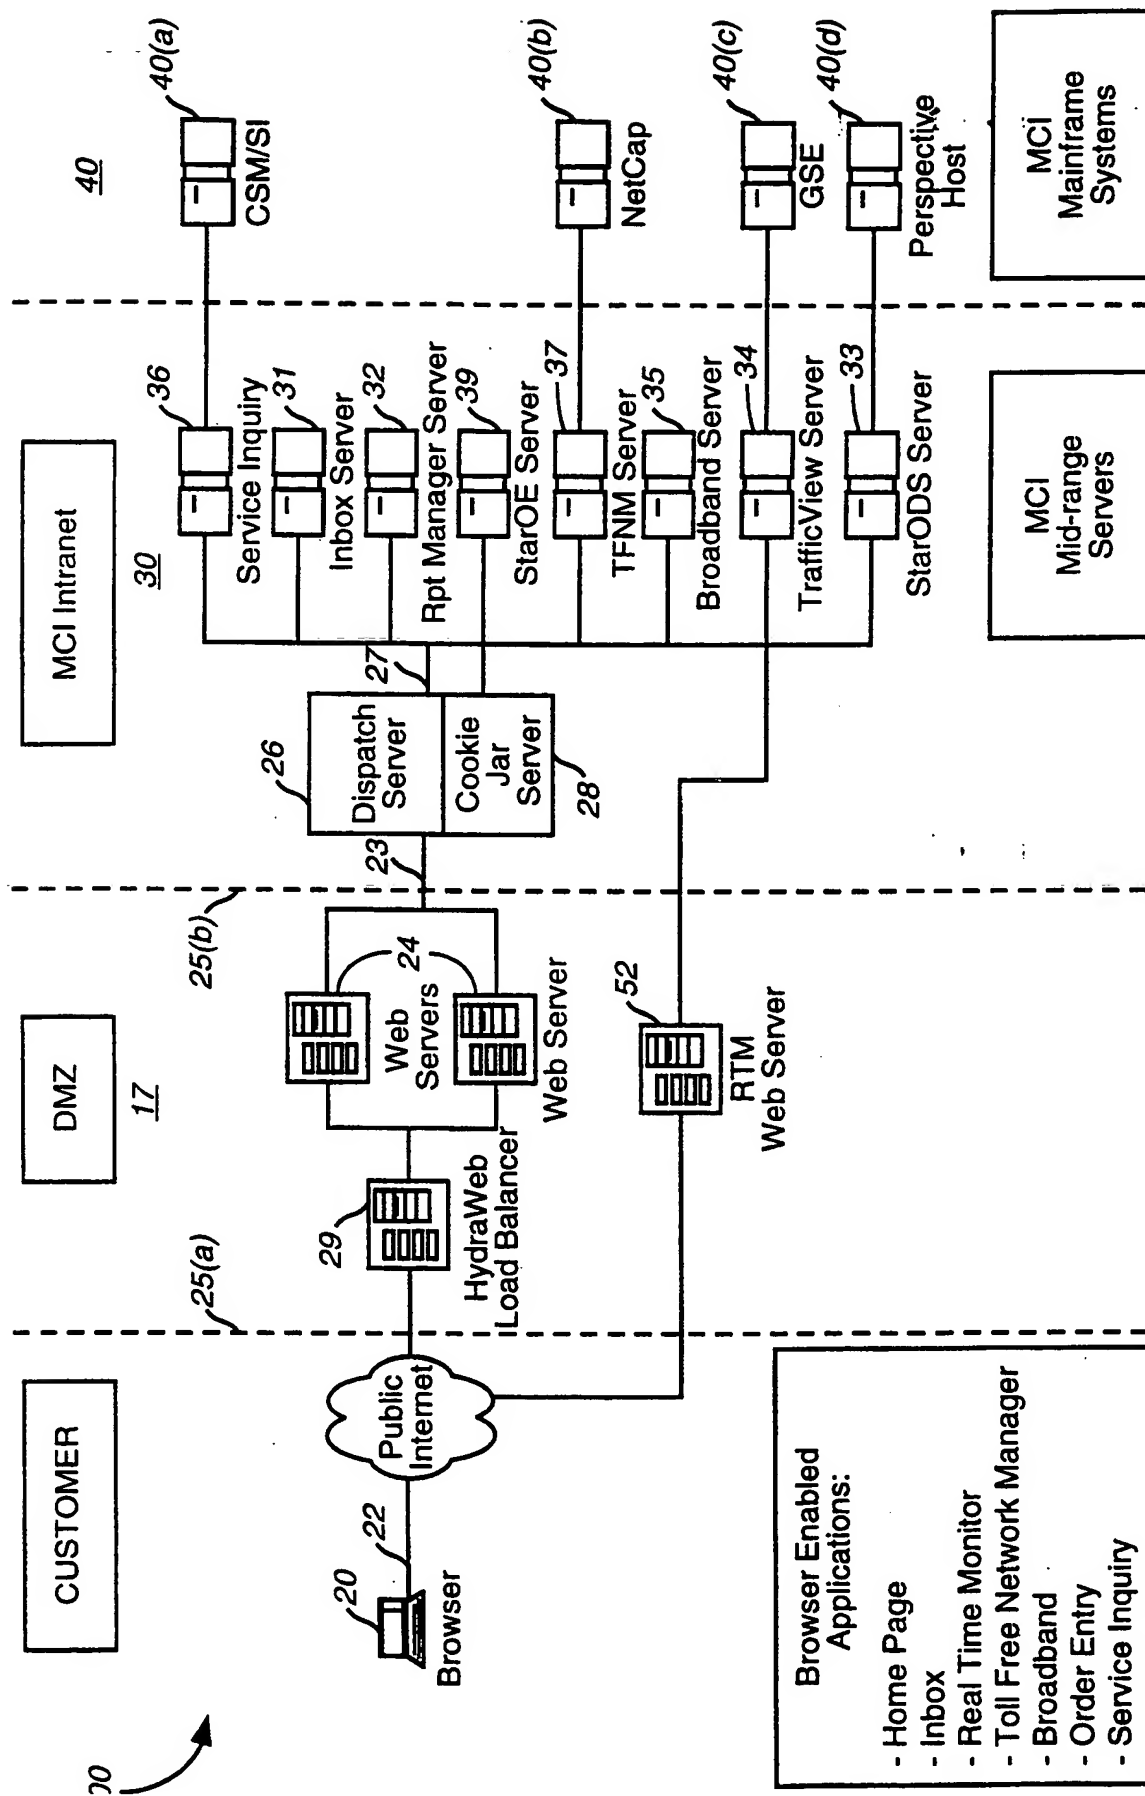 00
CUSTOMER
DMZ
17
MCI Intranet
30
40
25(a)
25(b)
20
22
Browser
Public
Internet
29
HydraWeb
Load Balancer
24
Web
Servers
Web Server
52
RTM
Web Server
23
26
Dispatch
Server
Cookie
Jar
Server
28
27
36
Service Inquiry
31
Inbox Server
32
Rpt Manager Server
39
StarOE Server
37
TFNM Server
35
Broadband Server
34
TrafficView Server
33
StarODS Server
40(a)
CSM/SI
40(b)
NetCap
40(c)
GSE
40(d)
Perspective
Host
Browser Enabled
Applications:
- Home Page
- Inbox
- Real Time Monitor
- Toll Free Network Manager
- Broadband
- Order Entry
- Service Inquiry
MCI
Mid-range
Servers
MCI
Mainframe
Systems